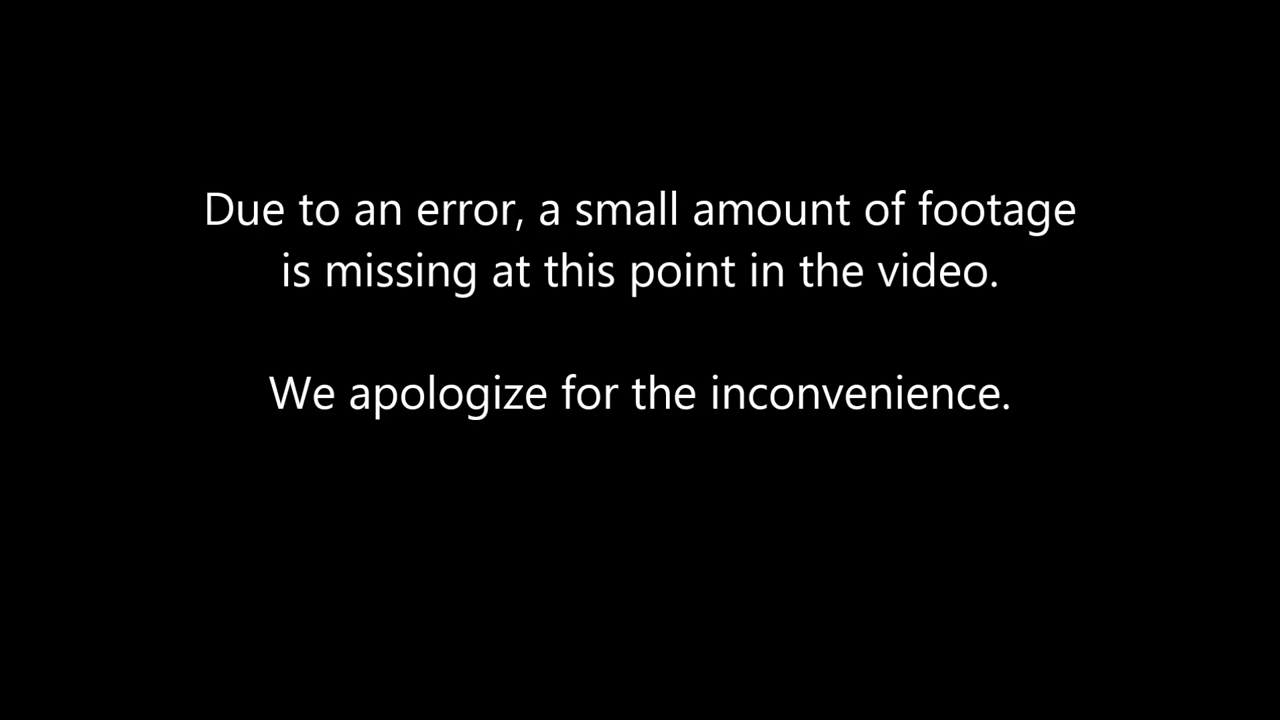 Due to an error, a small amount of footage
is missing at this point in the video.
We apologize for the inconvenience.